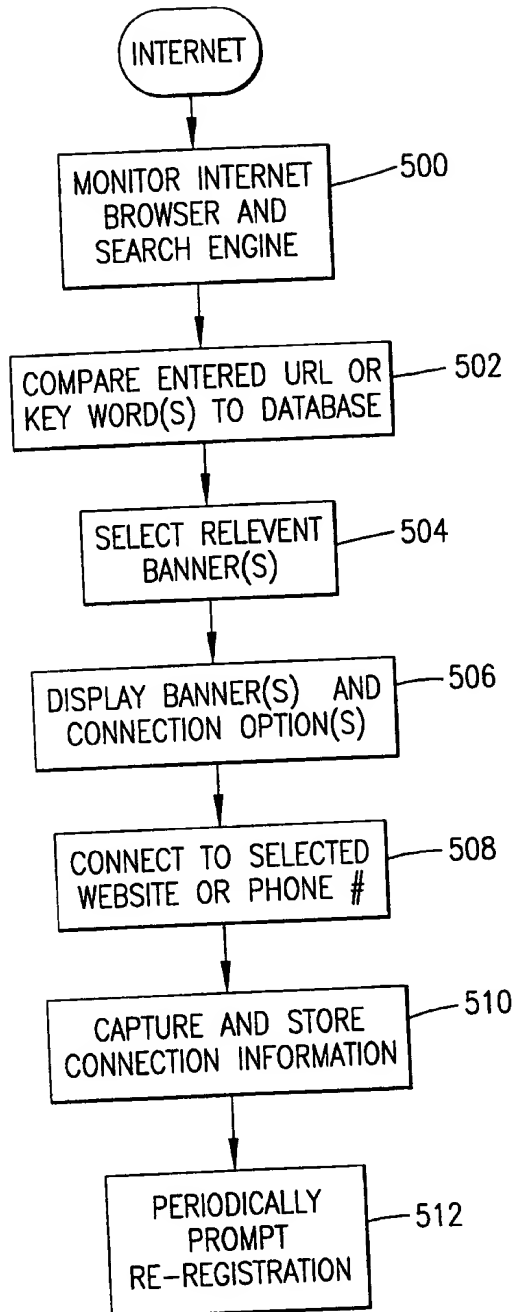 INTERNET
MONITOR INTERNET
BROWSER AND
SEARCH ENGINE
500
COMPARE ENTERED URL OR
KEY WORD(S) TO DATABASE
502
SELECT RELEVENT
BANNER(S)
504
DISPLAY BANNER(S) AND
CONNECTION OPTION(S)
506
CONNECT TO SELECTED
WEBSITE OR PHONE #
508
CAPTURE AND STORE
CONNECTION INFORMATION
510
PERIODICALLY
PROMPT
RE-REGISTRATION
512